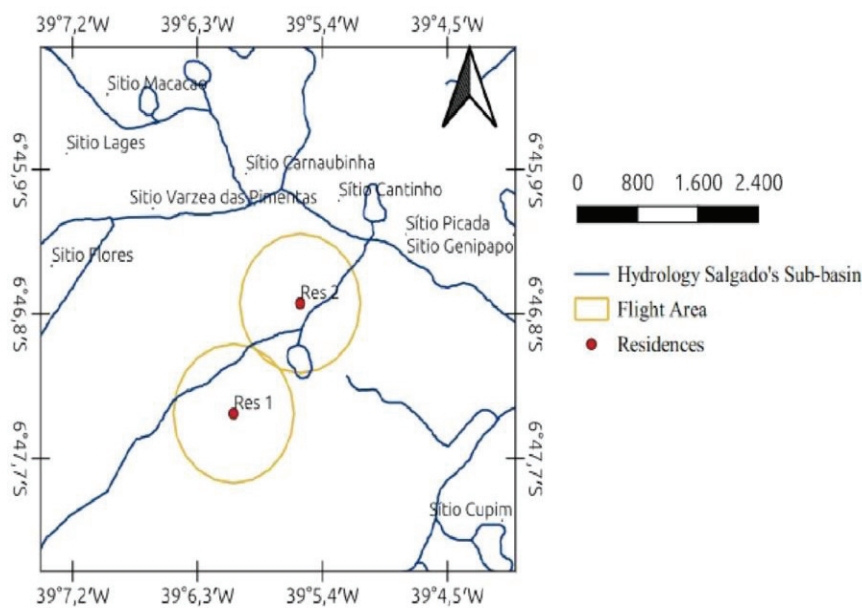 39°7,2'W 39°6,3'W 39°5,4'W 39°4,5'W
Sitio Macacao
Sitio Lages
Sítio Carnaubinha
Sitio Varzea das Pimentas
Sítio Cantinho
Sítio Picada
Sitio Genipapo
Sitio Flores
Res 2
Res 1
Sítio Cupim
6°45,9'S 6°46,8'S 6°47,7'S
6°45,9'S 6°46,8'S 6°47,7'S
39°7,2'W 39°6,3'W 39°5,4'W 39°4,5'W
0 800 1.600 2.400
Hydrology Salgado's Sub-basin
Flight Area
Residences